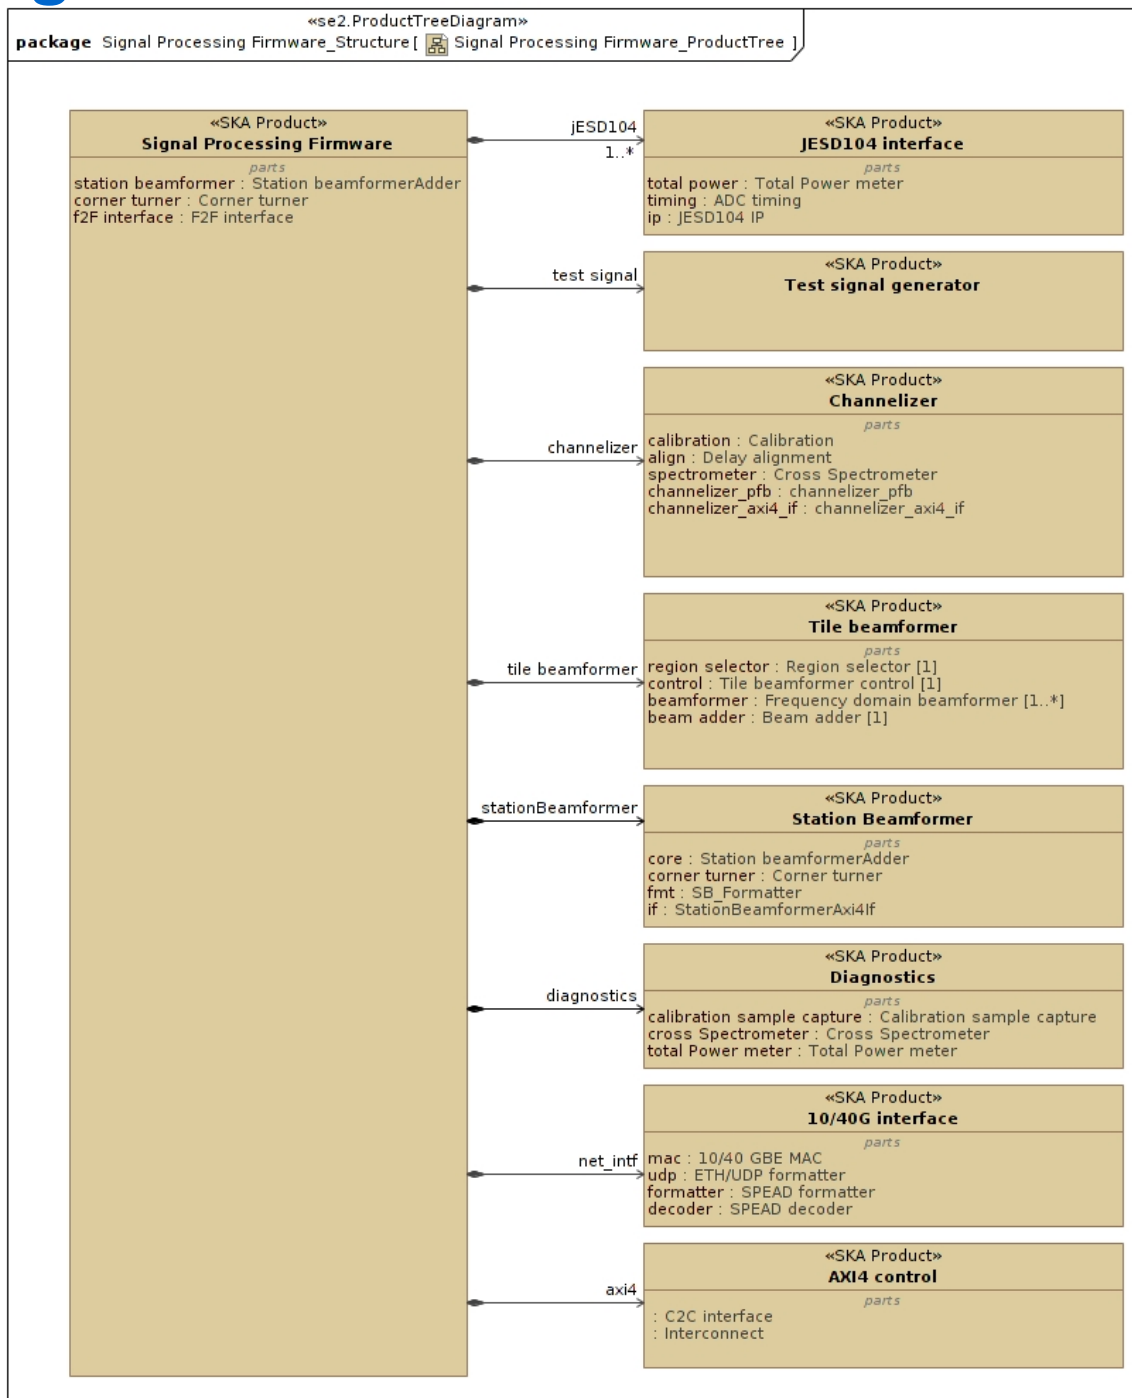 «se2.ProductTreeDiagram»
package Signal Processing Firmware_Structure [ Signal Processing Firmware_ProductTree ]
«SKA Product»
Signal Processing Firmware
parts
station beamformer : Station beamformerAdder
corner turner : Corner turner
f2F interface : F2F interface
jESD104
1..*
«SKA Product»
JESD104 interface
parts
total power : Total Power meter
timing : ADC timing
ip : JESD104 IP
test signal
«SKA Product»
Test signal generator
channelizer
«SKA Product»
Channelizer
parts
calibration : Calibration
align : Delay alignment
spectrometer : Cross Spectrometer
channelizer_pfb : channelizer_pfb
channelizer_axi4_if : channelizer_axi4_if
tile beamformer
«SKA Product»
Tile beamformer
parts
region selector : Region selector [1]
control : Tile beamformer control [1]
beamformer : Frequency domain beamformer [1..*]
beam adder : Beam adder [1]
stationBeamformer
«SKA Product»
Station Beamformer
parts
core : Station beamformerAdder
corner turner : Corner turner
fmt : SB_Formatter
if : StationBeamformerAxi4If
diagnostics
«SKA Product»
Diagnostics
parts
calibration sample capture : Calibration sample capture
cross Spectrometer : Cross Spectrometer
total Power meter : Total Power meter
net_intf
«SKA Product»
10/40G interface
parts
mac : 10/40 GBE MAC
udp : ETH/UDP formatter
formatter : SPEAD formatter
decoder : SPEAD decoder
axi4
«SKA Product»
AXI4 control
parts
: C2C interface
: Interconnect